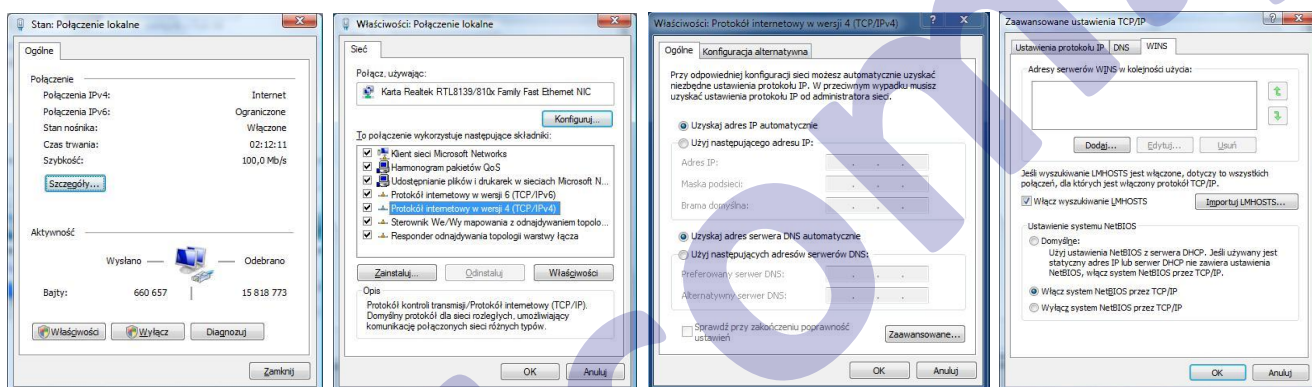 Stan: Połączenie lokalne
Ogólne
Połączenie
Połączenia IPv4: Internet
Połączenia IPv6: Ograniczone
Stan nośnika: Włączone
Czas trwania: 02:12:11
Szybkość: 100,0 Mb/s
Szczegóły...
Aktywność
Wysłano — — Odebrano
Bajty: 660 657 | 15 818 773
Właściwości Wyłącz Diagnozuj
Zamknij
Właściwości: Połączenie lokalne
Sieć
Połącz, używając:
Karta Realtek RTL8139/810x Family Fast Ethernet NIC
Konfiguruj...
To połączenie wykorzystuje następujące składniki:
Klient sieci Microsoft Networks
Harmonogram pakietów QoS
Udostępnianie plików i drukarek w sieciach Microsoft N...
Protokół internetowy w wersji 6 (TCP/IPv6)
Protokół internetowy w wersji 4 (TCP/IPv4)
Sterownik We/Wy mapowania z odnajdywaniem topolo...
Responder odnajdywania topologii warstwy łącza
Zainstaluj... Odinstaluj Właściwości
Opis
Protokół kontroli transmisji/Protokół internetowy (TCP/IP).
Domyślny protokół dla sieci rozległych, umożliwiający
komunikację połączonych sieci różnych typów.
OK Anuluj
Właściwości: Protokół internetowy w wersji 4 (TCP/IPv4)
Ogólne Konfiguracja alternatywna
Przy odpowiedniej konfiguracji sieci możesz automatycznie uzyskać
niezbędne ustawienia protokołu IP. W przeciwnym wypadku musisz
uzyskać ustawienia protokołu IP od administratora sieci.
Uzyskaj adres IP automatycznie
Użyj następującego adresu IP:
Adres IP:
Maska podsieci:
Brama domyślna:
Uzyskaj adres serwera DNS automatycznie
Użyj następujących adresów serwerów DNS:
Preferowany serwer DNS:
Alternatywny serwer DNS:
Sprawdź przy zakończeniu poprawność
ustawień
Zaawansowane...
OK Anuluj
Zaawansowane ustawienia TCP/IP
Ustawienia protokołu IP DNS WINS
Adresy serwerów WINS w kolejności użycia:
Dodaj... Edytuj... Usuń
Jeśli wyszukiwanie LMHOSTS jest włączone, dotyczy to wszystkich
połączeń, dla których jest włączony protokół TCP/IP.
Włącz wyszukiwanie LMHOSTS Importuj LMHOSTS...
Ustawienie systemu NetBIOS
Domyślne:
Użyj ustawienia NetBIOS z serwera DHCP. Jeśli używany jest
statyczny adres IP lub serwer DHCP nie zawiera ustawienia
NetBIOS, włącz system NetBIOS przez TCP/IP.
Włącz system NetBIOS przez TCP/IP
Wyłącz system NetBIOS przez TCP/IP
OK Anuluj